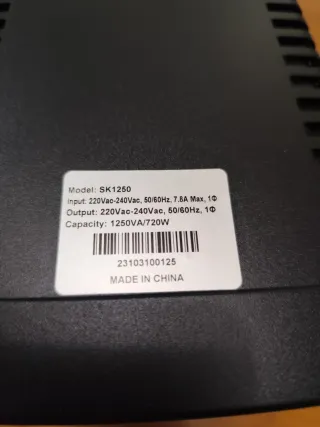 Model: SK1250
Input: 220Vac-240Vac, 50/60Hz, 7.8A Max, 1Φ
Output: 220Vac-240Vac, 50/60Hz, 1Φ
Capacity: 1250VA/720W
23103100125
MADE IN CHINA